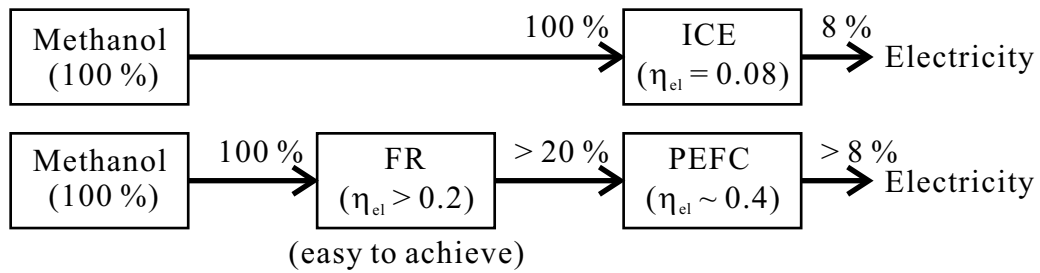 Methanol
(100 %)
100 %
ICE
(η_el = 0.08)
8 %
Electricity
Methanol
(100 %)
100 %
FR
(η_el > 0.2)
(easy to achieve)
> 20 %
PEFC
(η_el ~ 0.4)
> 8 %
Electricity